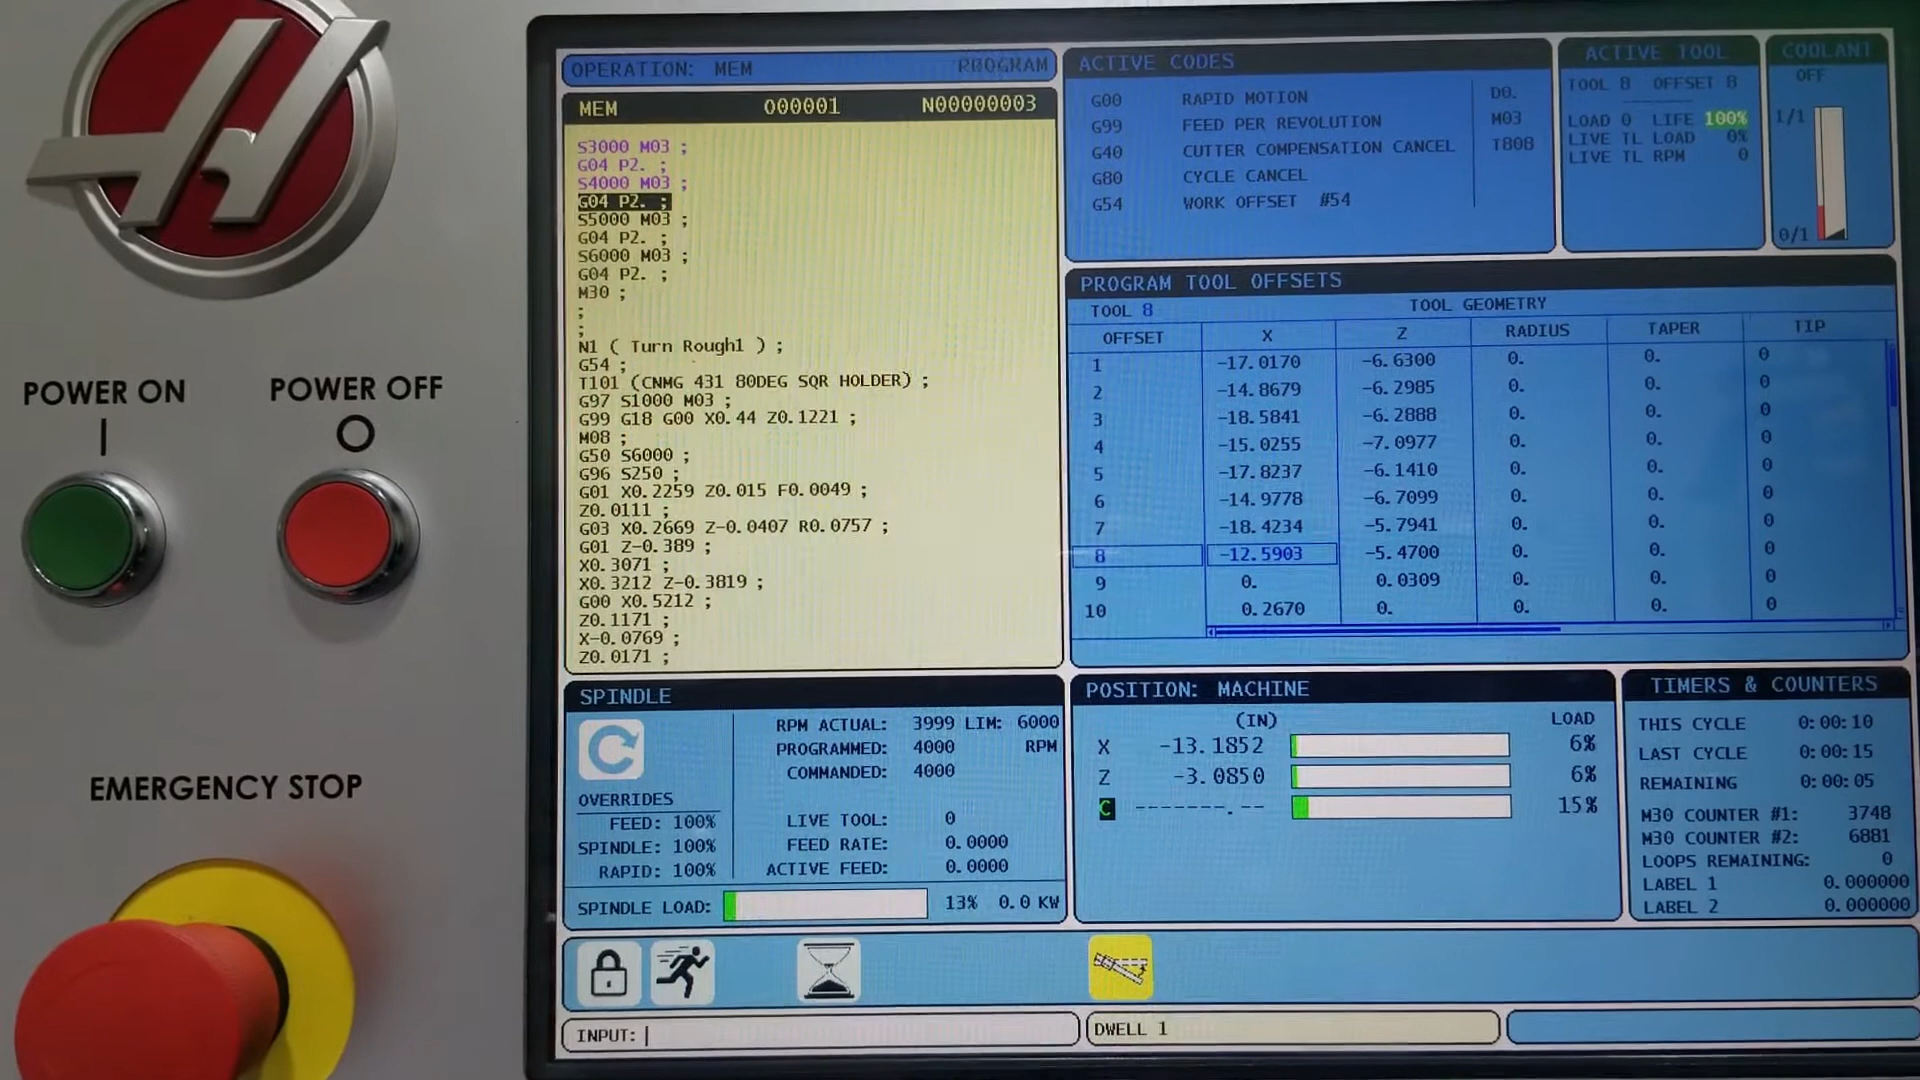 POWER ON
POWER OFF
EMERGENCY STOP
OPERATION: MEM PROGRAM
MEM O00001 N00000003
S3000 M03 ;
G04 P2. ;
S4000 M03 ;
G04 P2. ;
S5000 M03 ;
G04 P2. ;
S6000 M03 ;
G04 P2. ;
M30 ;
;
;
N1 ( Turn Rough1 ) ;
G54 ;
T101 (CNMG 431 80DEG SQR HOLDER) ;
G97 S1000 M03 ;
G99 G18 G00 X0.44 Z0.1221 ;
M08 ;
G50 S6000 ;
G96 S250 ;
G01 X0.2259 Z0.015 F0.0049 ;
Z0.0111 ;
G03 X0.2669 Z-0.0407 R0.0757 ;
G01 Z-0.389 ;
X0.3071 ;
X0.3212 Z-0.3819 ;
G00 X0.5212 ;
Z0.1171 ;
X-0.0769 ;
Z0.0171 ;
ACTIVE CODES
G00 RAPID MOTION D0.
G99 FEED PER REVOLUTION M03
G40 CUTTER COMPENSATION CANCEL T808
G80 CYCLE CANCEL
G54 WORK OFFSET #54
ACTIVE TOOL
TOOL 8 OFFSET 8
LOAD 0 LIFE 100%
LIVE TL LOAD 0%
LIVE TL RPM 0
COOLANT
OFF
1/1
0/1
PROGRAM TOOL OFFSETS
TOOL 8 TOOL GEOMETRY
OFFSET X Z RADIUS TAPER TIP
1 -17.0170 -6.6300 0. 0. 0
2 -14.8679 -6.2985 0. 0. 0
3 -18.5841 -6.2888 0. 0. 0
4 -15.0255 -7.0977 0. 0. 0
5 -17.8237 -6.1410 0. 0. 0
6 -14.9778 -6.7099 0. 0. 0
7 -18.4234 -5.7941 0. 0. 0
8 -12.5903 -5.4700 0. 0. 0
9 0. 0.0309 0. 0. 0
10 0.2670 0. 0. 0. 0
SPINDLE
RPM ACTUAL: 3999 LIM: 6000
PROGRAMMED: 4000 RPM
COMMANDED: 4000
OVERRIDES
FEED: 100%
SPINDLE: 100%
RAPID: 100%
LIVE TOOL: 0
FEED RATE: 0.0000
ACTIVE FEED: 0.0000
SPINDLE LOAD: 13% 0.0 KW
POSITION: MACHINE
(IN) LOAD
X -13.1852 6%
Z -3.0850 6%
C -------.-- 15%
TIMERS & COUNTERS
THIS CYCLE 0:00:10
LAST CYCLE 0:00:15
REMAINING 0:00:05
M30 COUNTER #1: 3748
M30 COUNTER #2: 6881
LOOPS REMAINING: 0
LABEL 1 0.000000
LABEL 2 0.000000
INPUT:
DWELL 1